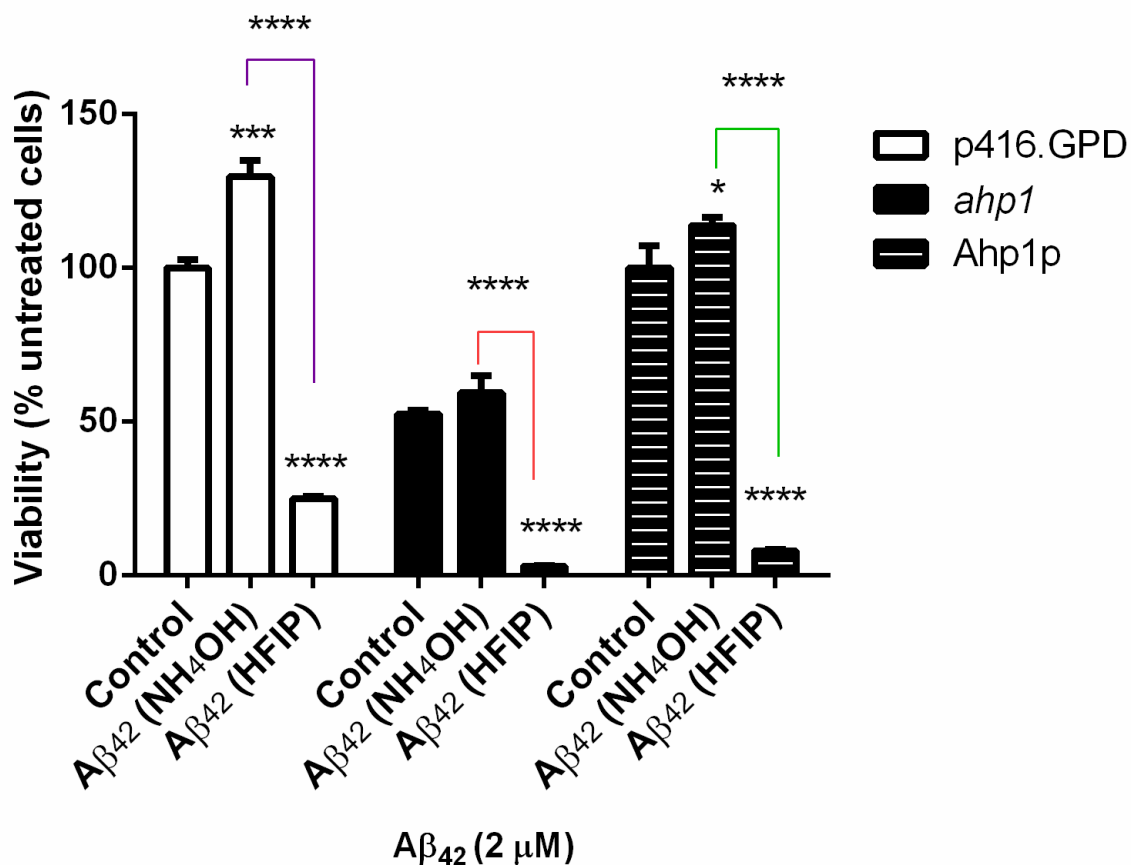 ****
****
Viability (% untreated cells)
150
100
50
0
***
****
****
****
*
****
p416.GPD
ahp1
Ahp1p
Control
Aβ42 (NH4OH)
Aβ42 (HFIP)
Control
Aβ42 (NH4OH)
Aβ42 (HFIP)
Control
Aβ42 (NH4OH)
Aβ42 (HFIP)
Aβ42 (2 μM)